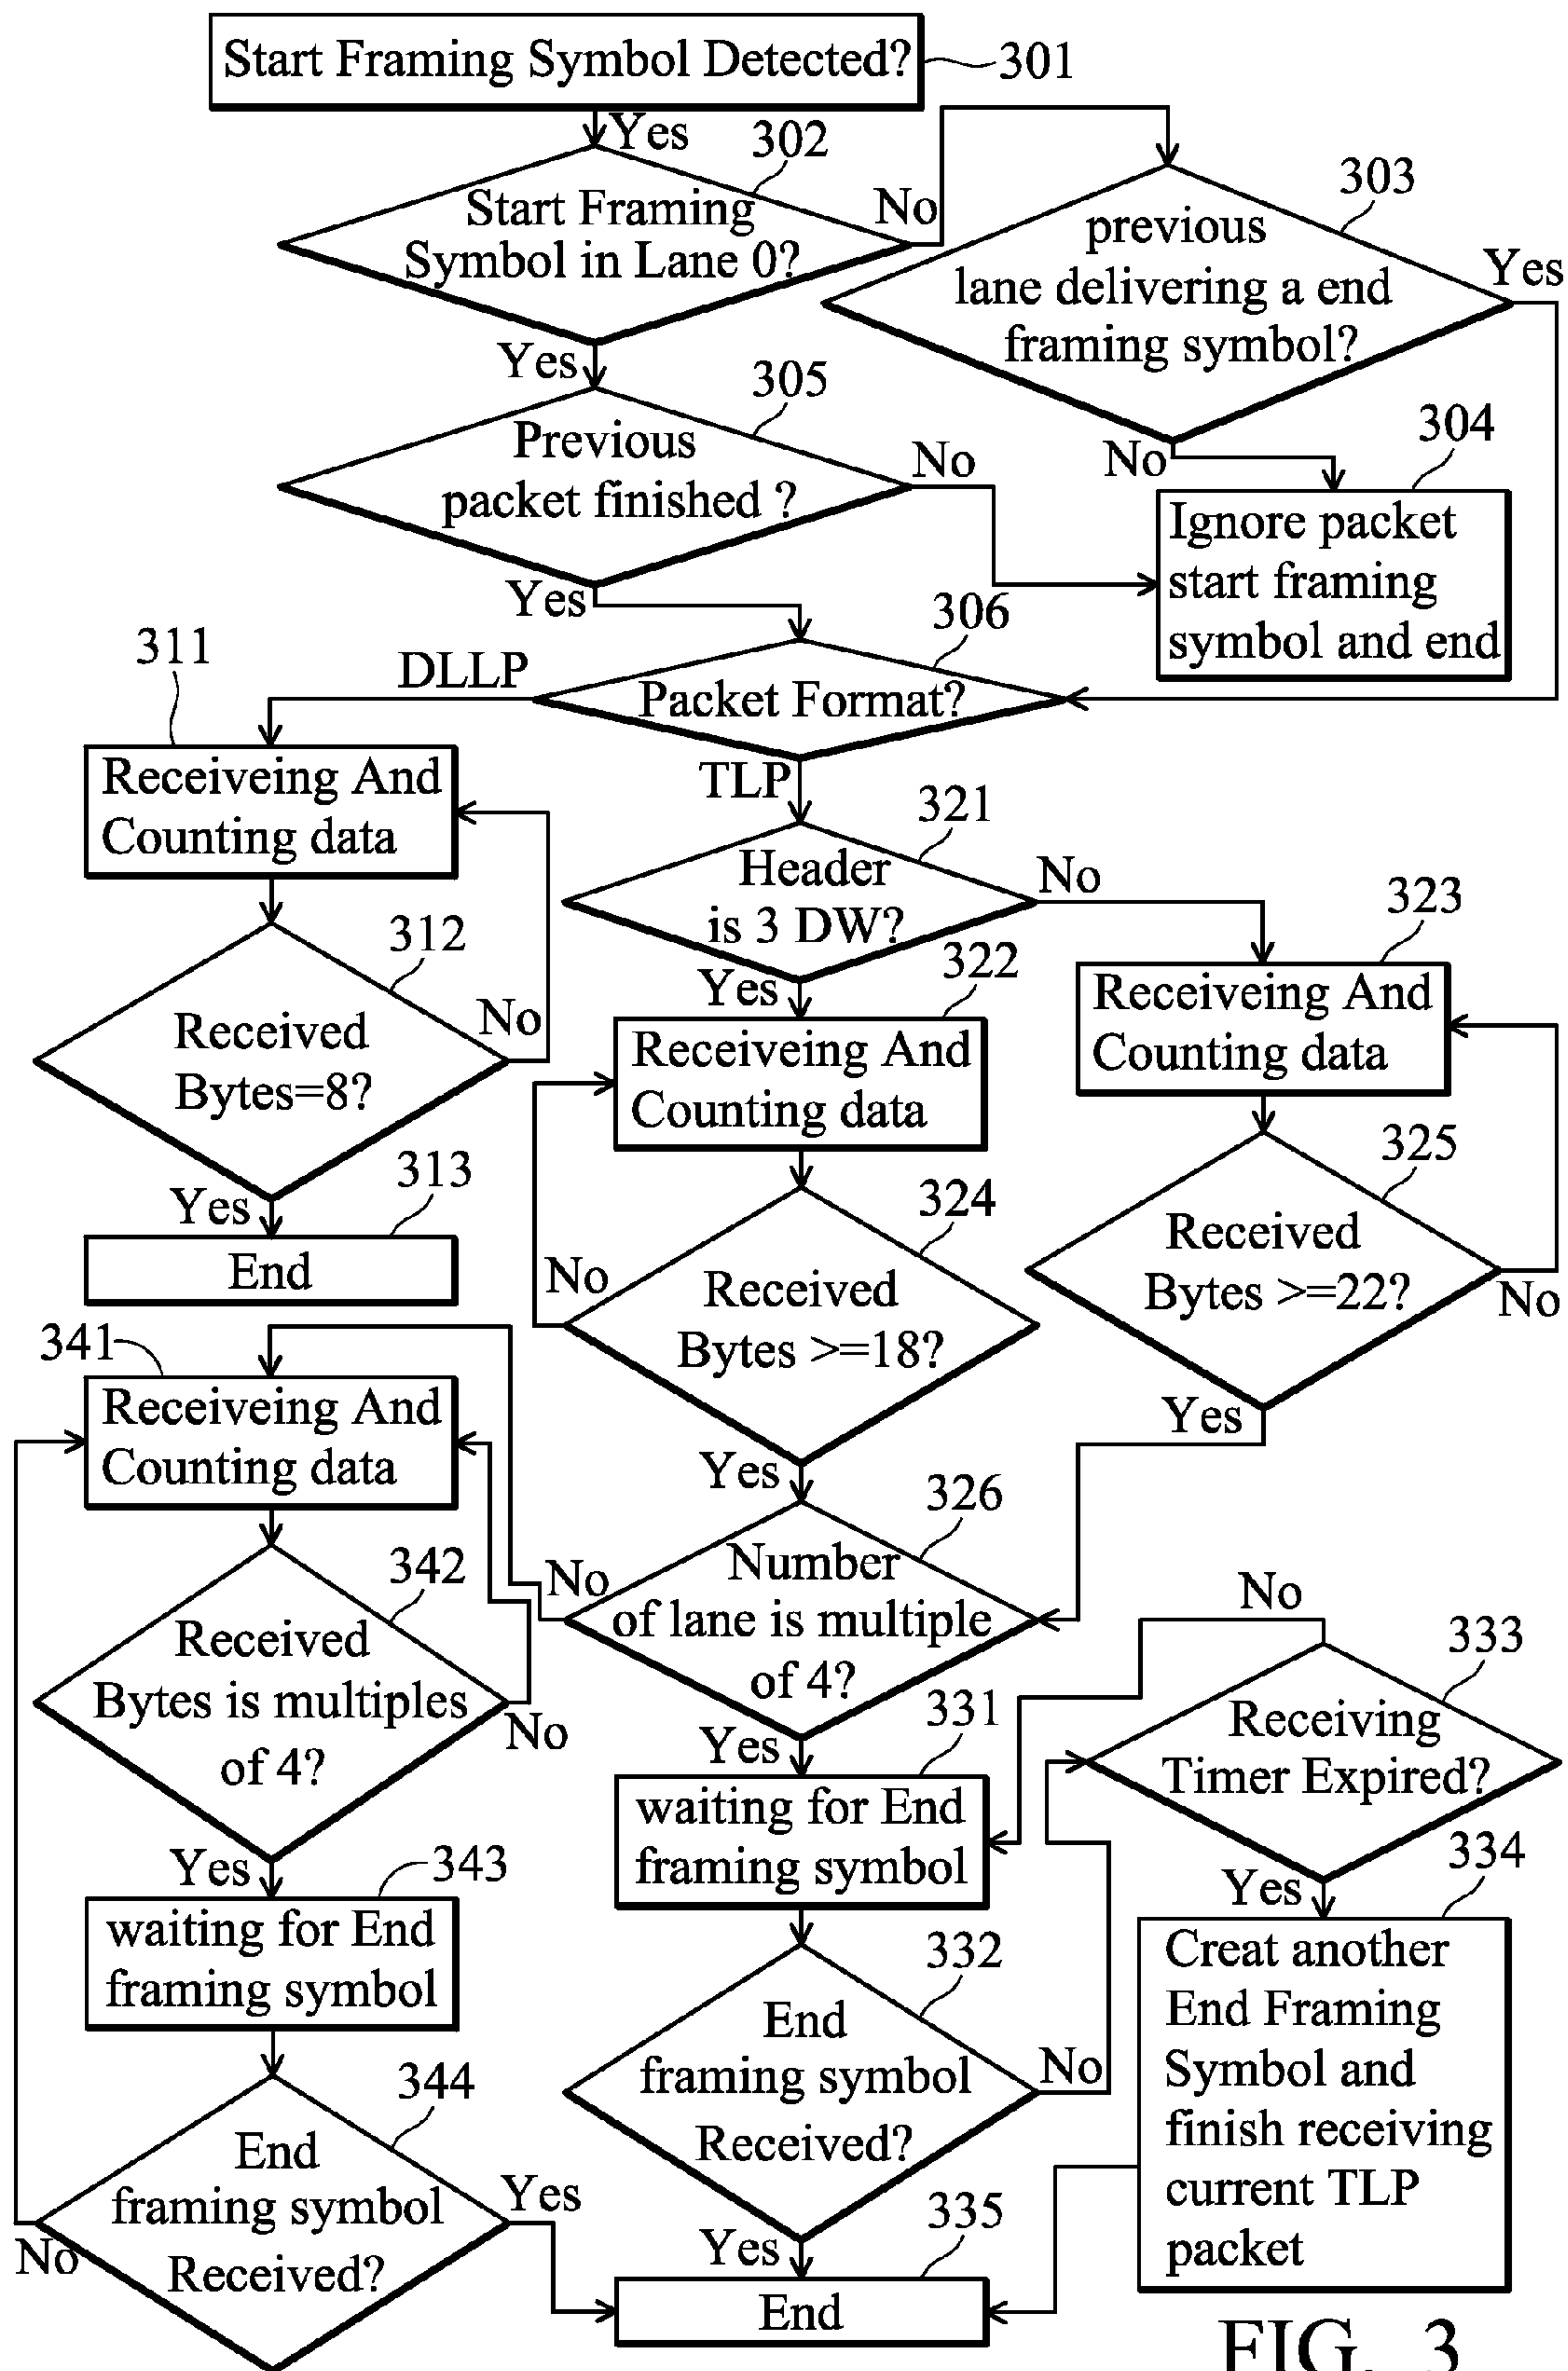 Start Framing Symbol Detected?
301
Yes
302
Start Framing
Symbol in Lane 0?
No
303
previous
lane delivering a end
framing symbol?
Yes
Yes
305
Previous
packet finished ?
No
No
304
Ignore packet
start framing
symbol and end
Yes
306
311
DLLP
Packet Format?
Receiveing And
Counting data
TLP
321
Header
is 3 DW?
No
323
312
Received
Bytes=8?
No
Yes
322
Receiveing And
Counting data
Receiveing And
Counting data
313
Yes
End
324
No
Received
Bytes >=18?
325
Received
Bytes >=22?
No
341
Receiveing And
Counting data
Yes
Yes
326
342
No
Number
of lane is multiple
of 4?
No
333
Received
Bytes is multiples
of 4?
No
331
Yes
Receiving
Timer Expired?
waiting for End
framing symbol
Yes
343
334
Yes
waiting for End
framing symbol
332
End
framing symbol
Received?
No
Creat another
End Framing
Symbol and
finish receiving
current TLP
packet
344
End
framing symbol
Received?
Yes
No
335
Yes
End
FIG. 3